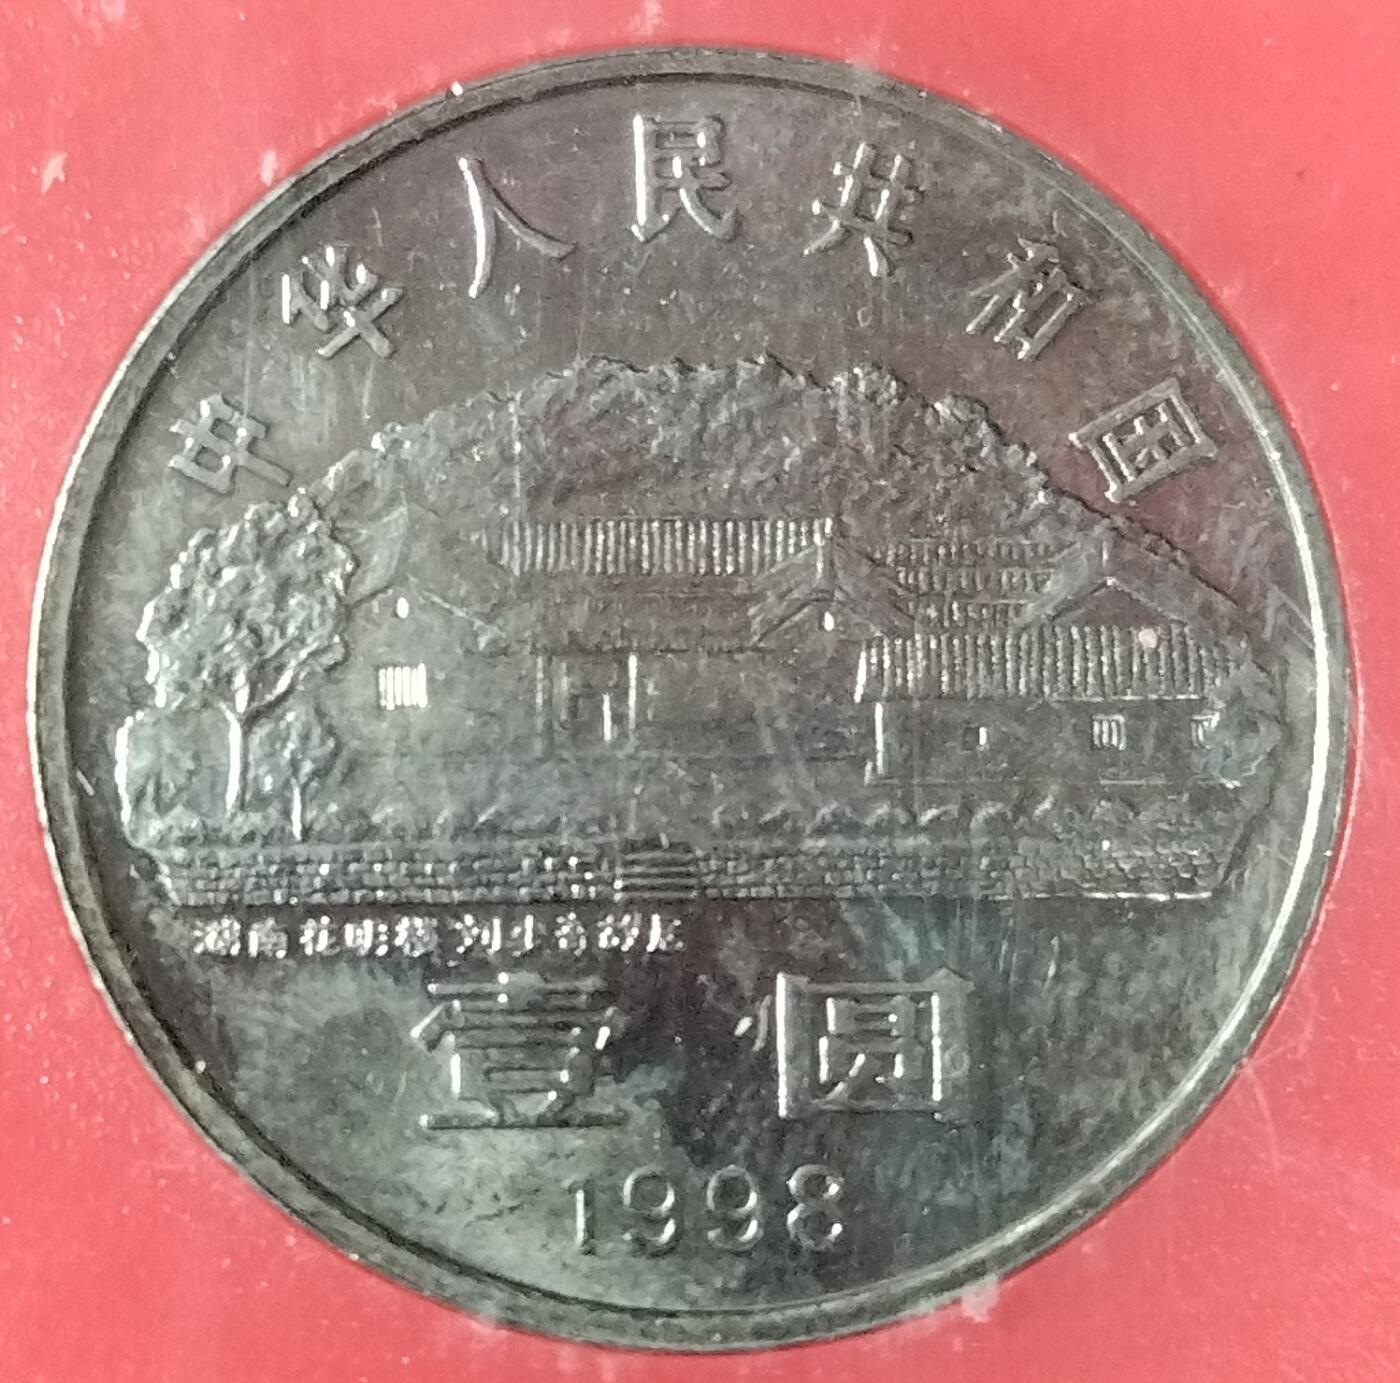 中华人民共和国
湖南花明楼 刘少奇故居
壹圆
1998